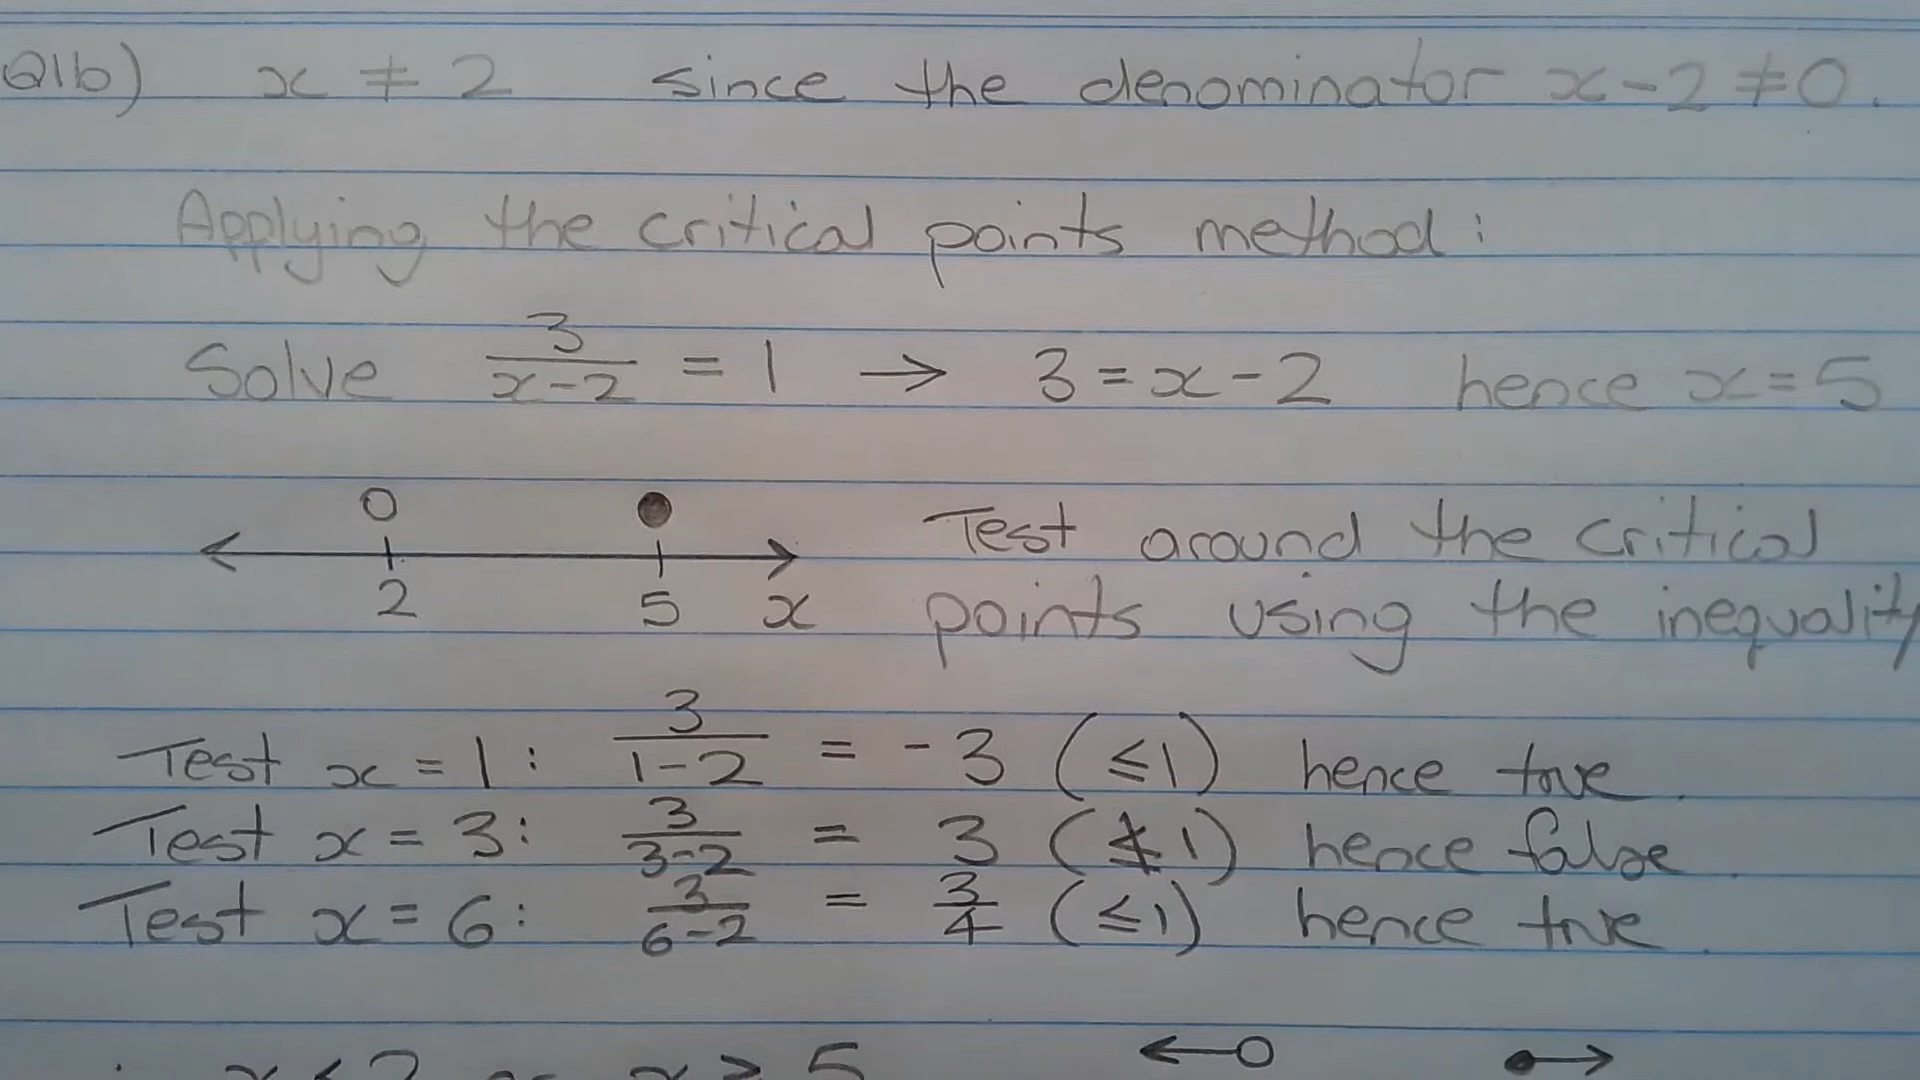 Q1b) x ≠ 2 since the denominator x-2 ≠ 0.
Applying the critical points method:
Solve 3/(x-2) = 1 → 3 = x-2 hence x = 5
2 5 x
Test around the critical
points using the inequality
Test x = 1: 3/(1-2) = -3 (≤1) hence true.
Test x = 3: 3/(3-2) = 3 (≰1) hence false.
Test x = 6: 3/(6-2) = 3/4 (≤1) hence true.
x < 2 or x ≥ 5